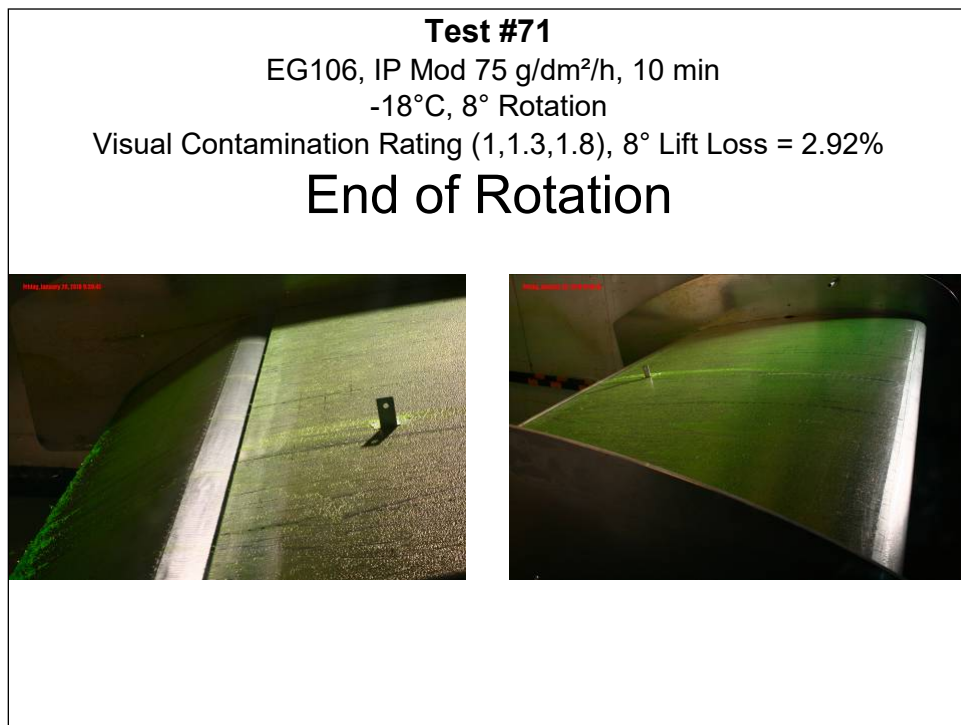 Test #71
EG106, IP Mod 75 g/dm²/h, 10 min
-18°C, 8° Rotation
Visual Contamination Rating (1,1.3,1.8), 8° Lift Loss = 2.92%
End of Rotation